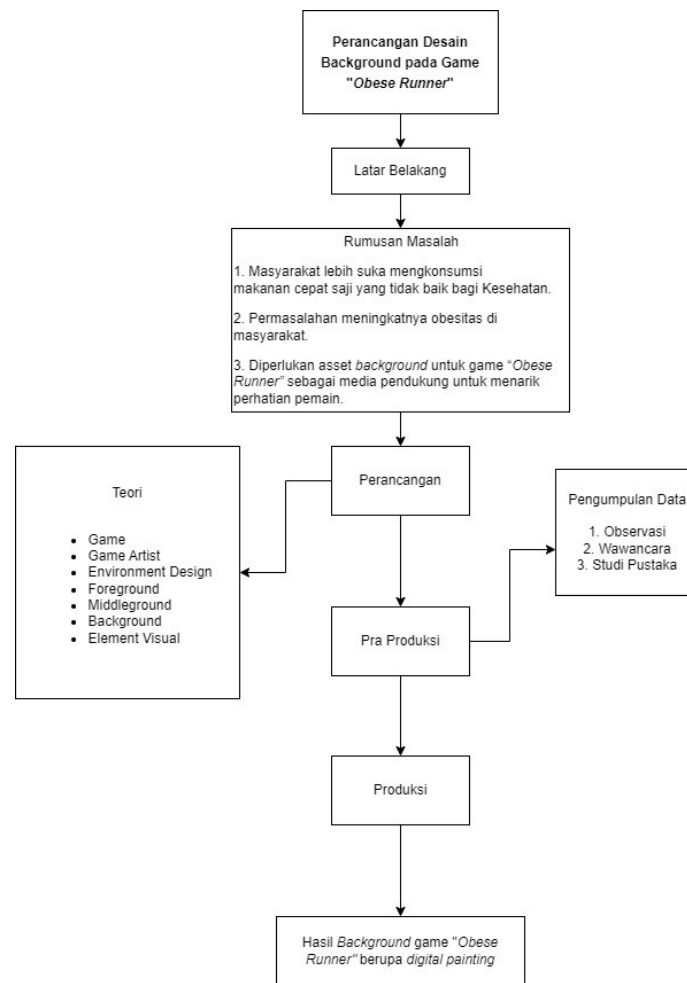 Perancangan Desain
Background pada Game
"Obese Runner"
Latar Belakang
Rumusan Masalah
1. Masyarakat lebih suka mengkonsumsi
makanan cepat saji yang tidak baik bagi Kesehatan.
2. Permasalahan meningkatnya obesitas di
masyarakat.
3. Diperlukan asset background untuk game “Obese
Runner” sebagai media pendukung untuk menarik
perhatian pemain.
Perancangan
Teori
• Game
• Game Artist
• Environment Design
• Foreground
• Middleground
• Background
• Element Visual
Pengumpulan Data
1. Observasi
2. Wawancara
3. Studi Pustaka
Pra Produksi
Produksi
Hasil Background game "Obese
Runner" berupa digital painting